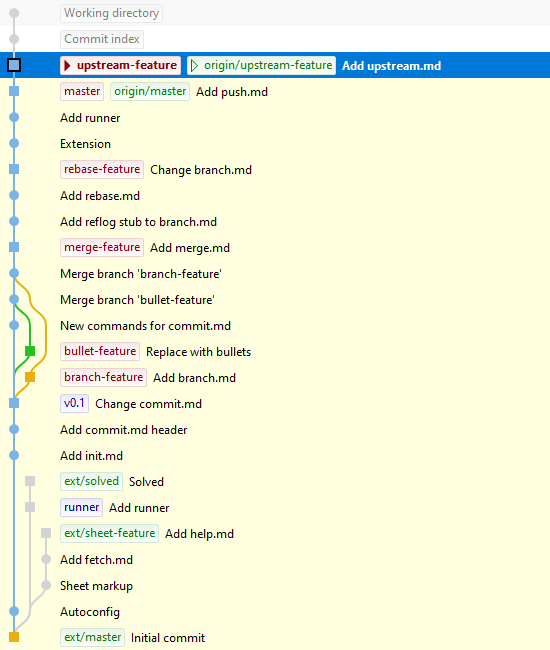 Working directory
Commit index
upstream-feature origin/upstream-feature Add upstream.md
master origin/master Add push.md
Add runner
Extension
rebase-feature Change branch.md
Add rebase.md
Add reflog stub to branch.md
merge-feature Add merge.md
Merge branch 'branch-feature'
Merge branch 'bullet-feature'
New commands for commit.md
bullet-feature Replace with bullets
branch-feature Add branch.md
v0.1 Change commit.md
Add commit.md header
Add init.md
ext/solved Solved
runner Add runner
ext/sheet-feature Add help.md
Add fetch.md
Sheet markup
Autoconfig
ext/master Initial commit